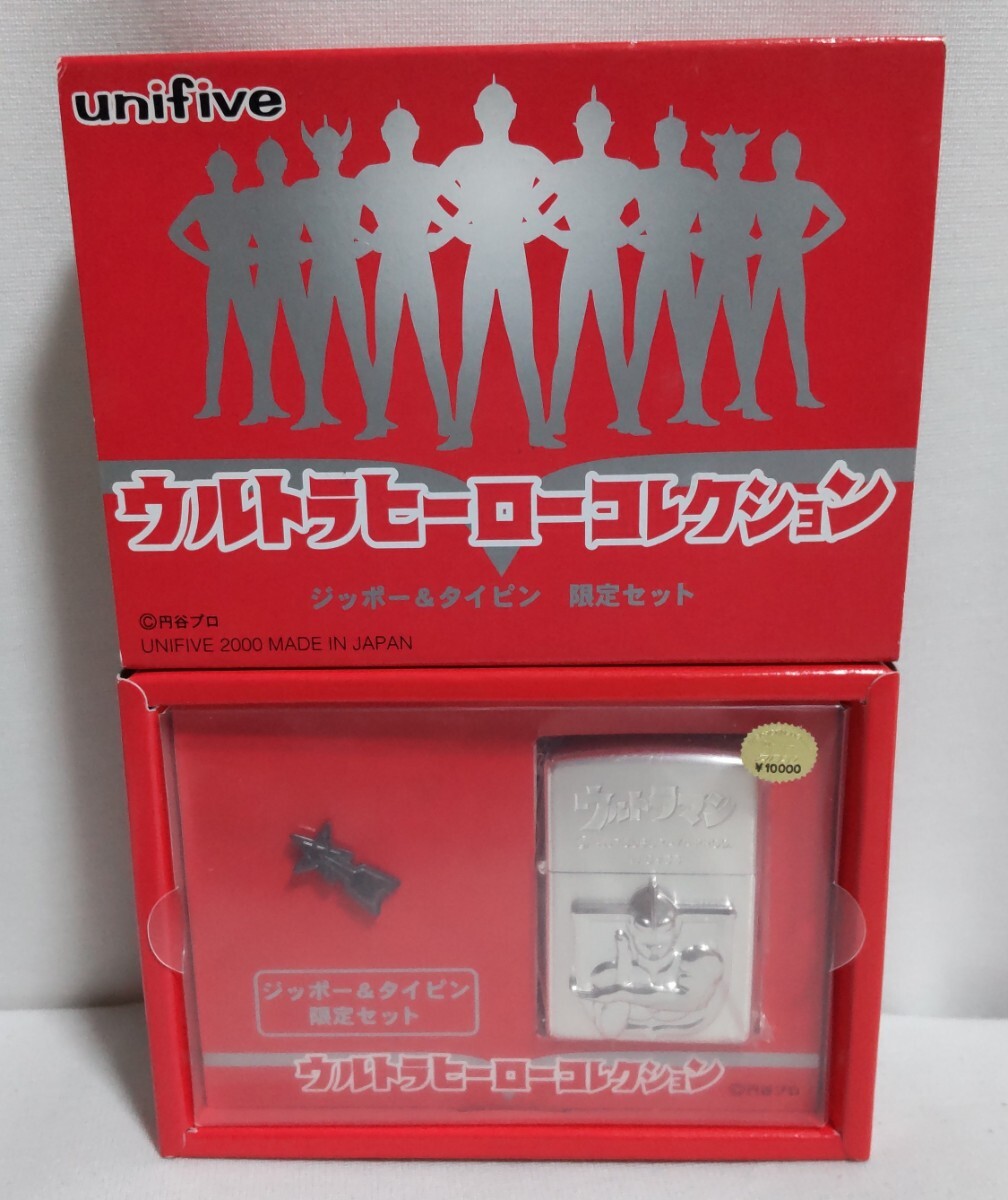 unifive
ウルトラヒーローコレクション
ジッポー&タイピン 限定セット
©円谷プロ
UNIFIVE 2000 MADE IN JAPAN
¥10000
ウルトラマン
ジッポー&タイピン
限定セット
ウルトラヒーローコレクション
©円谷プロ